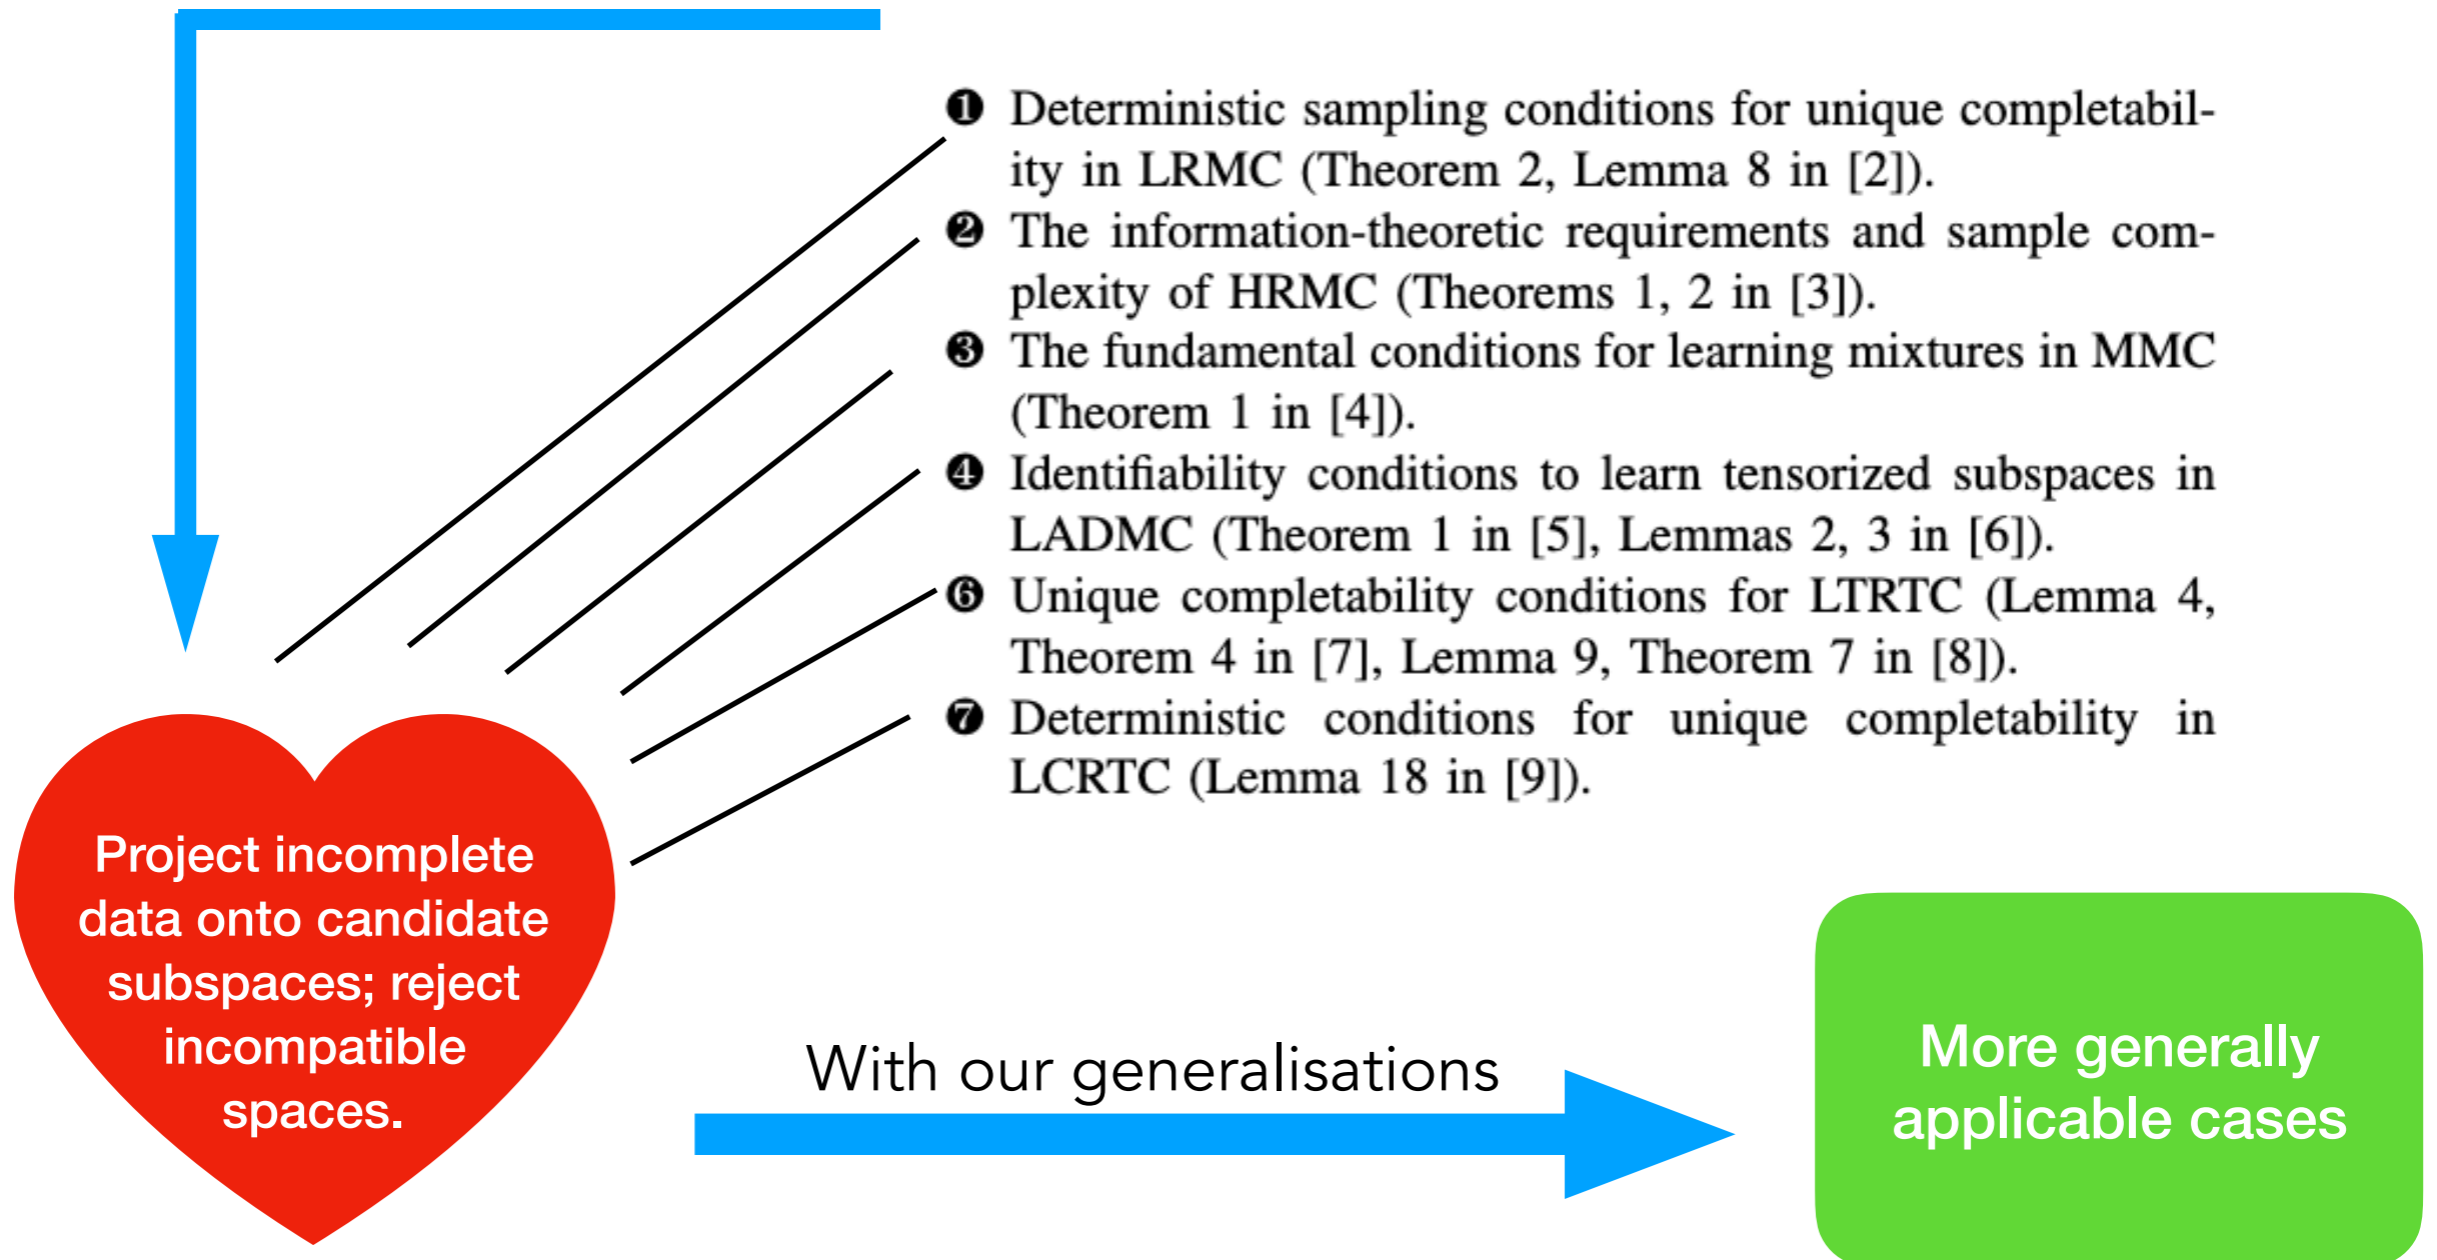 ❶ Deterministic sampling conditions for unique completabil-
ity in LRMC (Theorem 2, Lemma 8 in [2]).
❷ The information-theoretic requirements and sample com-
plexity of HRMC (Theorems 1, 2 in [3]).
❸ The fundamental conditions for learning mixtures in MMC
(Theorem 1 in [4]).
❹ Identifiability conditions to learn tensorized subspaces in
LADMC (Theorem 1 in [5], Lemmas 2, 3 in [6]).
❻ Unique completability conditions for LTRTC (Lemma 4,
Theorem 4 in [7], Lemma 9, Theorem 7 in [8]).
❼ Deterministic conditions for unique completability in
LCRTC (Lemma 18 in [9]).
Project incomplete
data onto candidate
subspaces; reject
incompatible
spaces.
With our generalisations
More generally
applicable cases